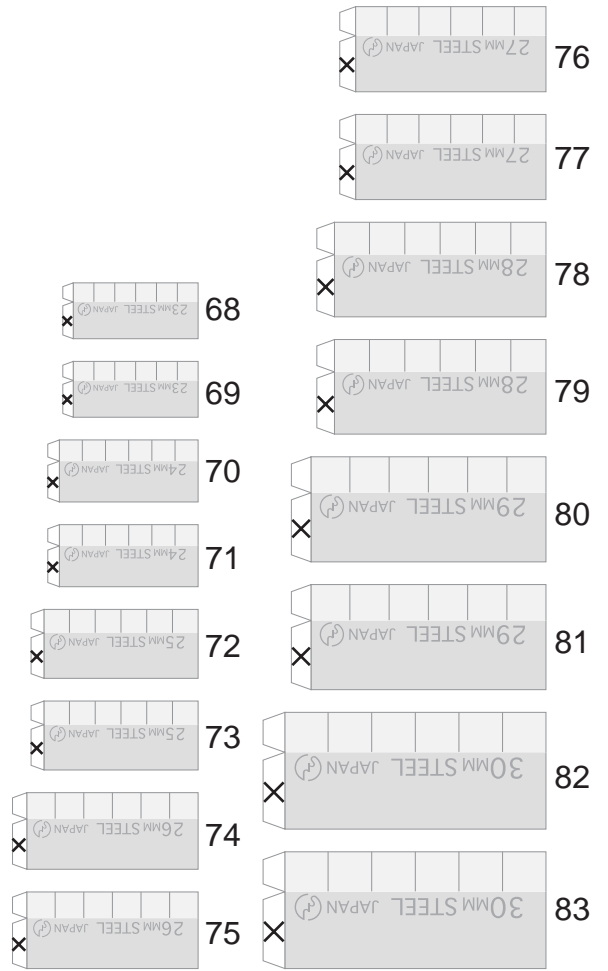 27MM STEEL JAPAN
76
27MM STEEL JAPAN
77
28MM STEEL JAPAN
78
28MM STEEL JAPAN
79
29MM STEEL JAPAN
80
29MM STEEL JAPAN
81
30MM STEEL JAPAN
82
30MM STEEL JAPAN
83
23MM STEEL JAPAN
68
23MM STEEL JAPAN
69
24MM STEEL JAPAN
70
24MM STEEL JAPAN
71
25MM STEEL JAPAN
72
25MM STEEL JAPAN
73
26MM STEEL JAPAN
74
26MM STEEL JAPAN
75